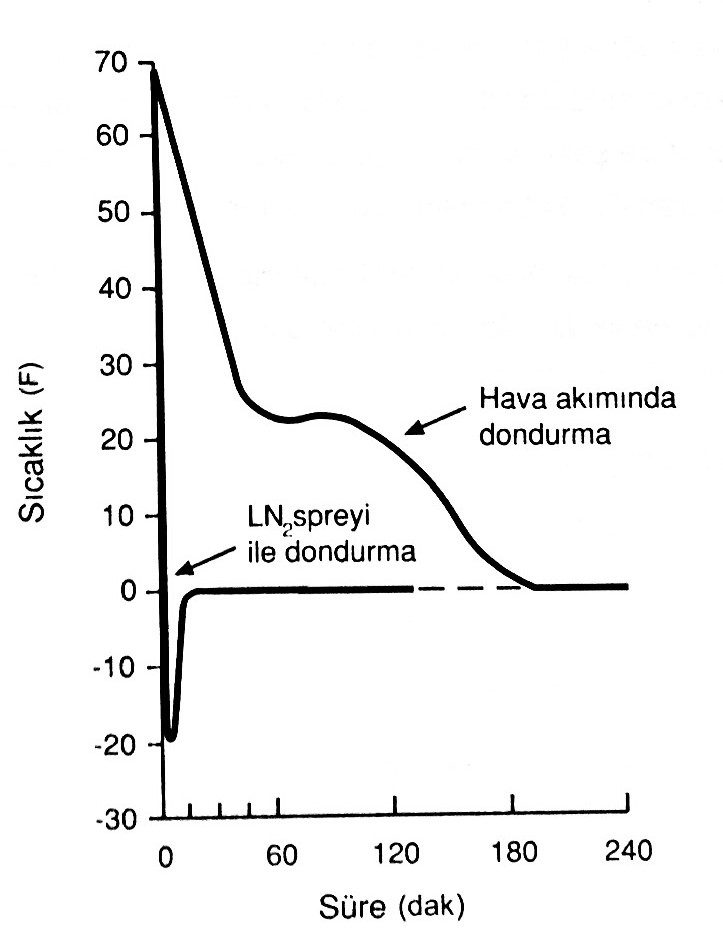 70
60
50
40
30
20
10
0
-10
-20
-30
Sıcaklık (F)
Hava akımında
dondurma
LN₂spreyi
ile dondurma
0 60 120 180 240
Süre (dak)